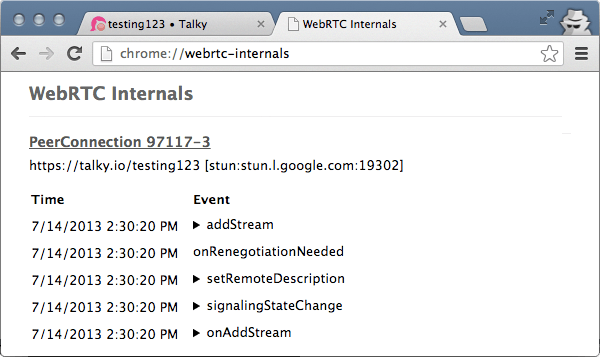 testing123 • Talky
WebRTC Internals
chrome://webrtc-internals
WebRTC Internals
PeerConnection 97117-3
https://talky.io/testing123 [stun:stun.l.google.com:19302]
Time Event
7/14/2013 2:30:20 PM ▶ addStream
7/14/2013 2:30:20 PM onRenegotiationNeeded
7/14/2013 2:30:20 PM ▶ setRemoteDescription
7/14/2013 2:30:20 PM ▶ signalingStateChange
7/14/2013 2:30:20 PM ▶ onAddStream